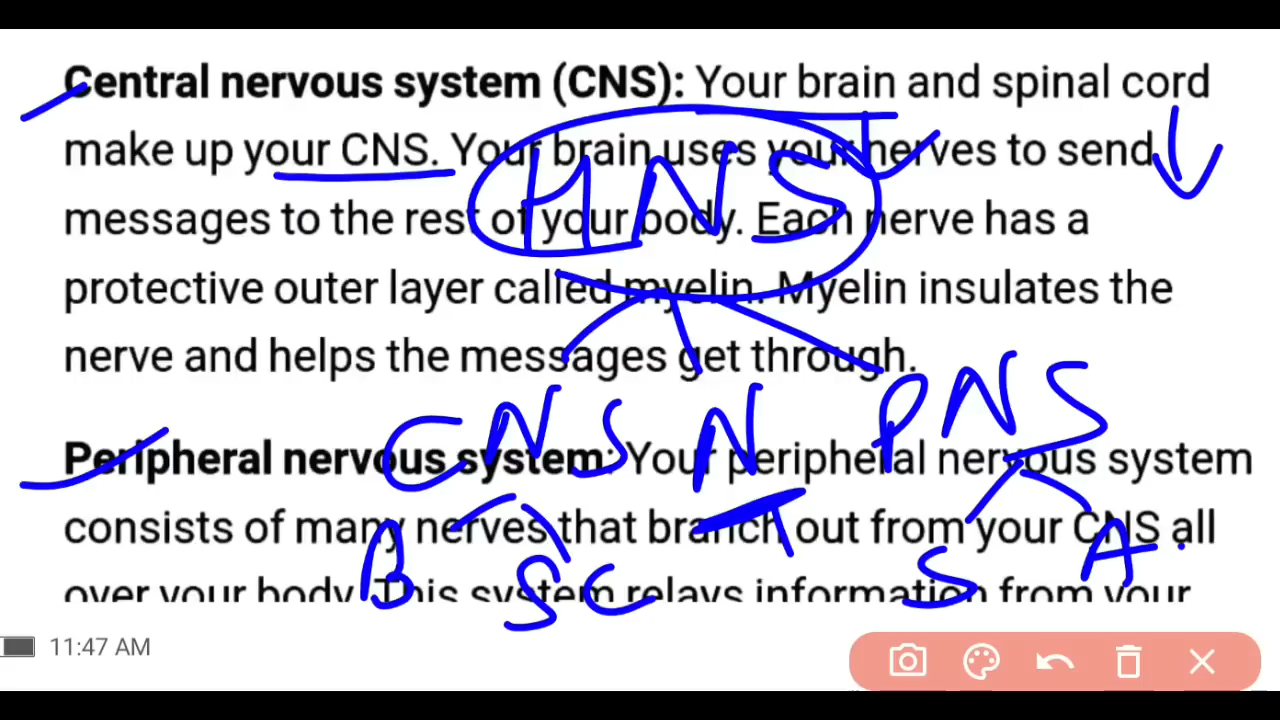 Central nervous system (CNS): Your brain and spinal cord
make up your CNS. Your brain uses your nerves to send
messages to the rest of your body. Each nerve has a
protective outer layer called myelin. Myelin insulates the
nerve and helps the messages get through.
HNS
CNS N PNS
Peripheral nervous system: Your peripheral nervous system
consists of many nerves that branch out from your CNS all
B SC S A
over your body. This system relays information from your
11:47 AM